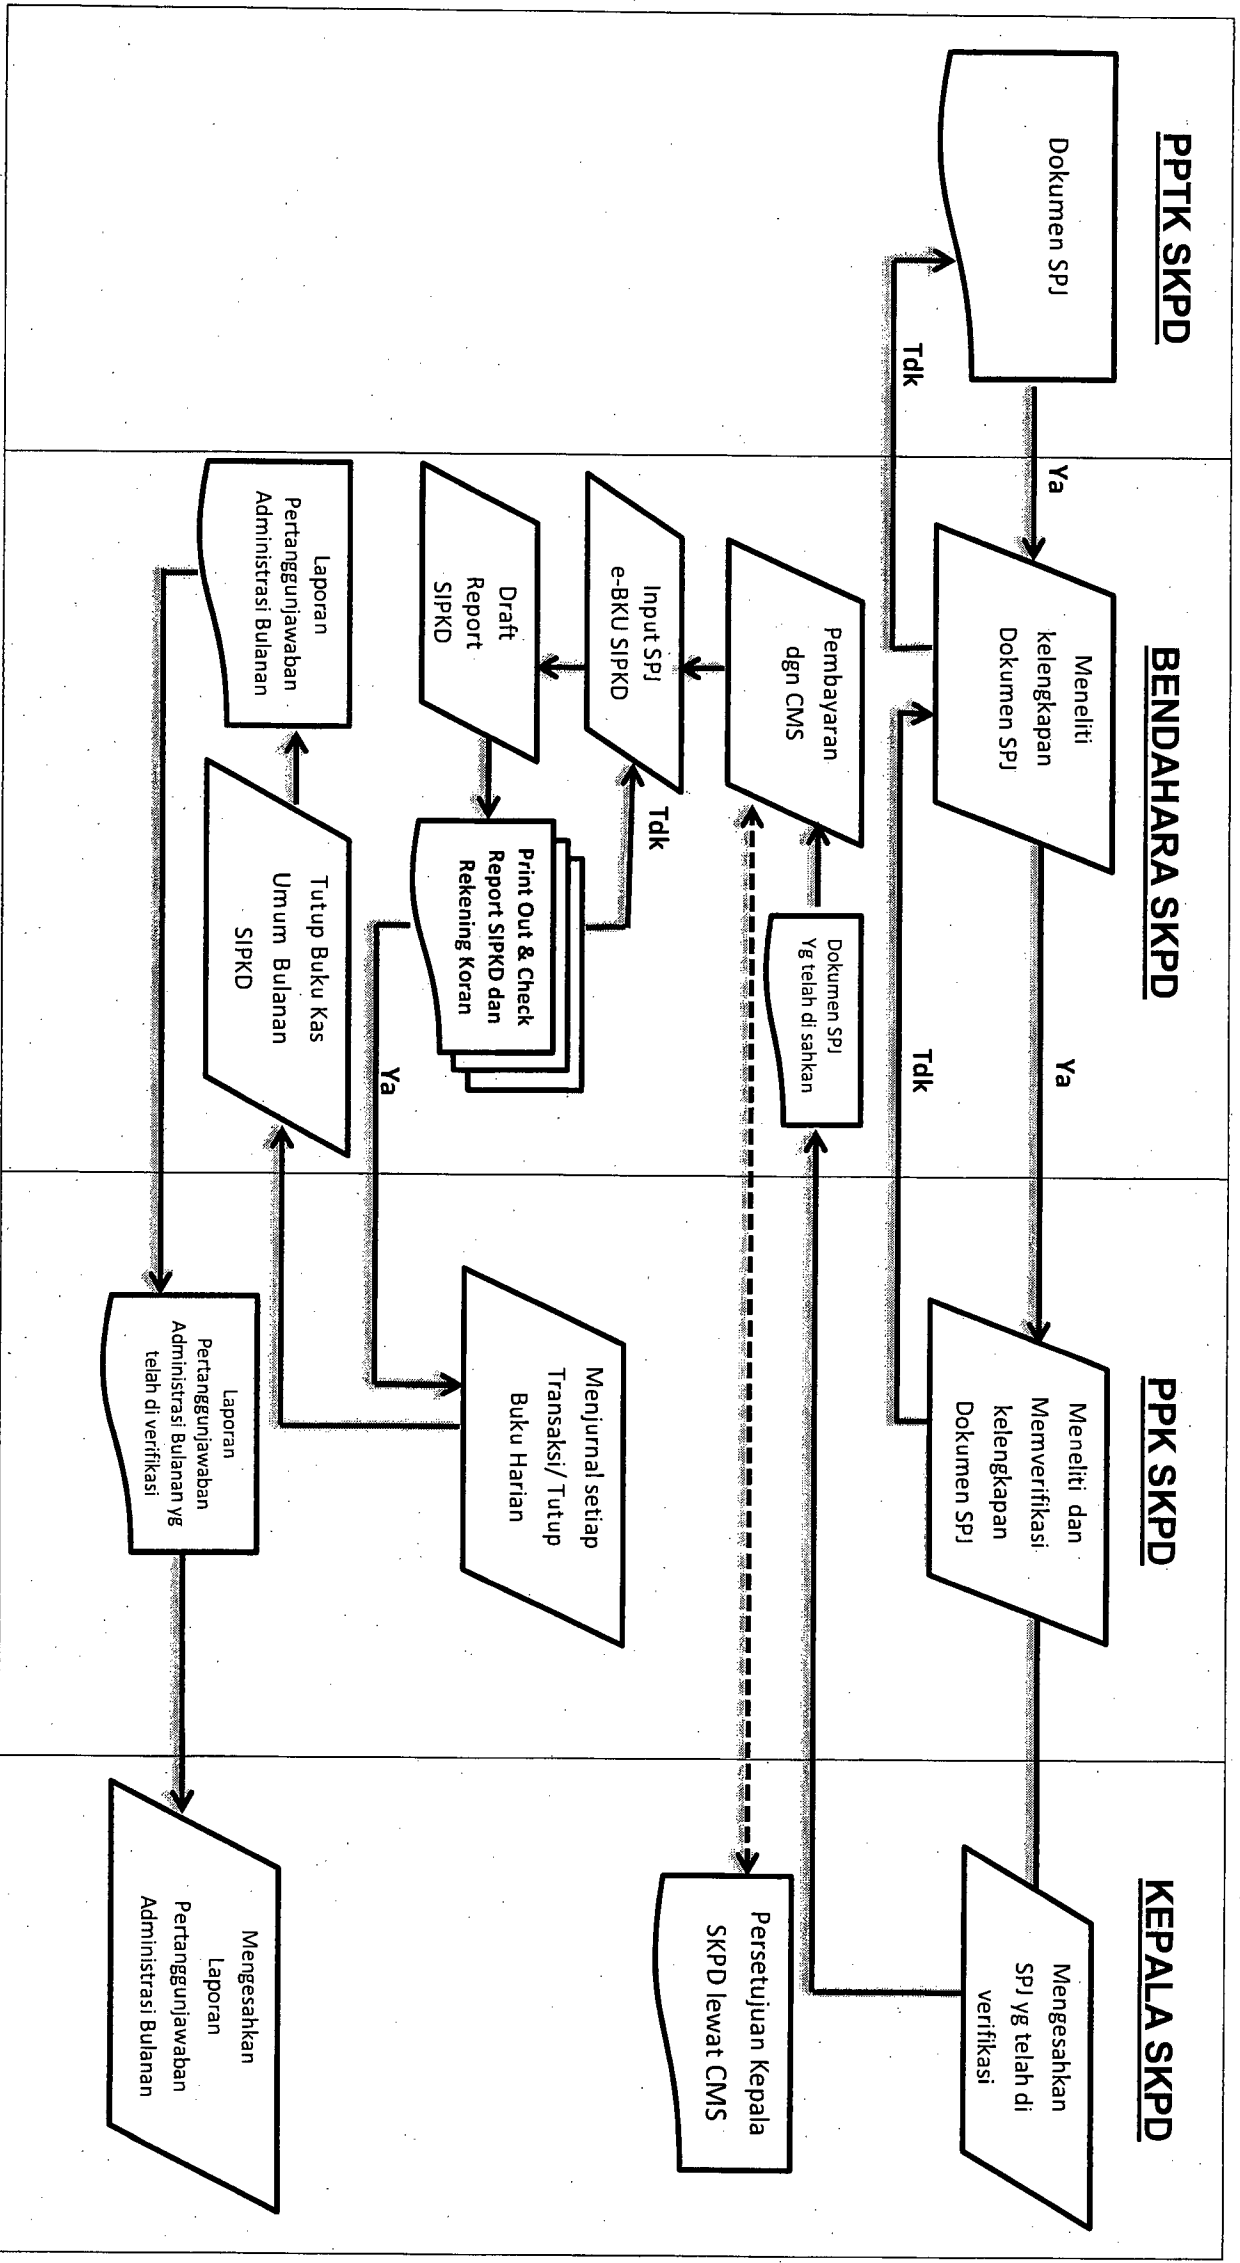 PPTK SKPD
BENDAHARA SKPD
PPK SKPD
KEPALA SKPD
Dokumen SPJ
Ya
Meneliti
kelengkapan
Dokumen SPJ
Ya
Meneliti dan
Memverifikasi
kelengkapan
Dokumen SPJ
Mengesahkan
SPJ yg telah di
verifikasi
Tdk
Tdk
Dokumen SPJ
Yg telah di sahkan
Pembayaran
dgn CMS
Persetujuan Kepala
SKPD lewat CMS
Input SPJ
e-BKU SIPKD
Tdk
Draft
Report
SIPKD
Print Out & Check
Report SIPKD dan
Rekening Koran
Ya
Menjurnal setiap
Transaksi/ Tutup
Buku Harian
Tutup Buku Kas
Umum Bulanan
SIPKD
Laporan
Pertanggunjawaban
Administrasi Bulanan
Laporan
Pertanggunjawaban
Administrasi Bulanan yg
telah di verifikasi
Mengesahkan
Laporan
Pertanggunjawaban
Administrasi Bulanan